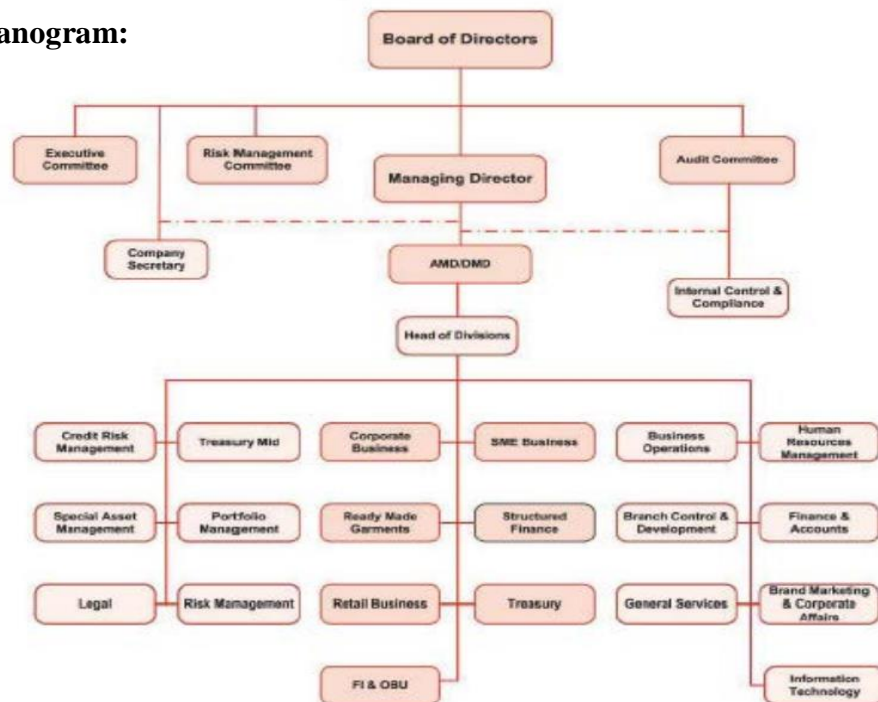 anogram:
Board of Directors
Executive
Committee
Risk Management
Committee
Managing Director
Audit Committee
Company
Secretary
AMD/DMD
Internal Control &
Compliance
Head of Divisions
Credit Risk
Management
Treasury Mid
Corporate
Business
SME Business
Business
Operations
Human
Resources
Management
Special Asset
Management
Portfolio
Management
Ready Made
Garments
Structured
Finance
Branch Control &
Development
Finance &
Accounts
Legal
Risk Management
Retail Business
Treasury
General Services
Brand Marketing
& Corporate
Affairs
FI & OBU
Information
Technology